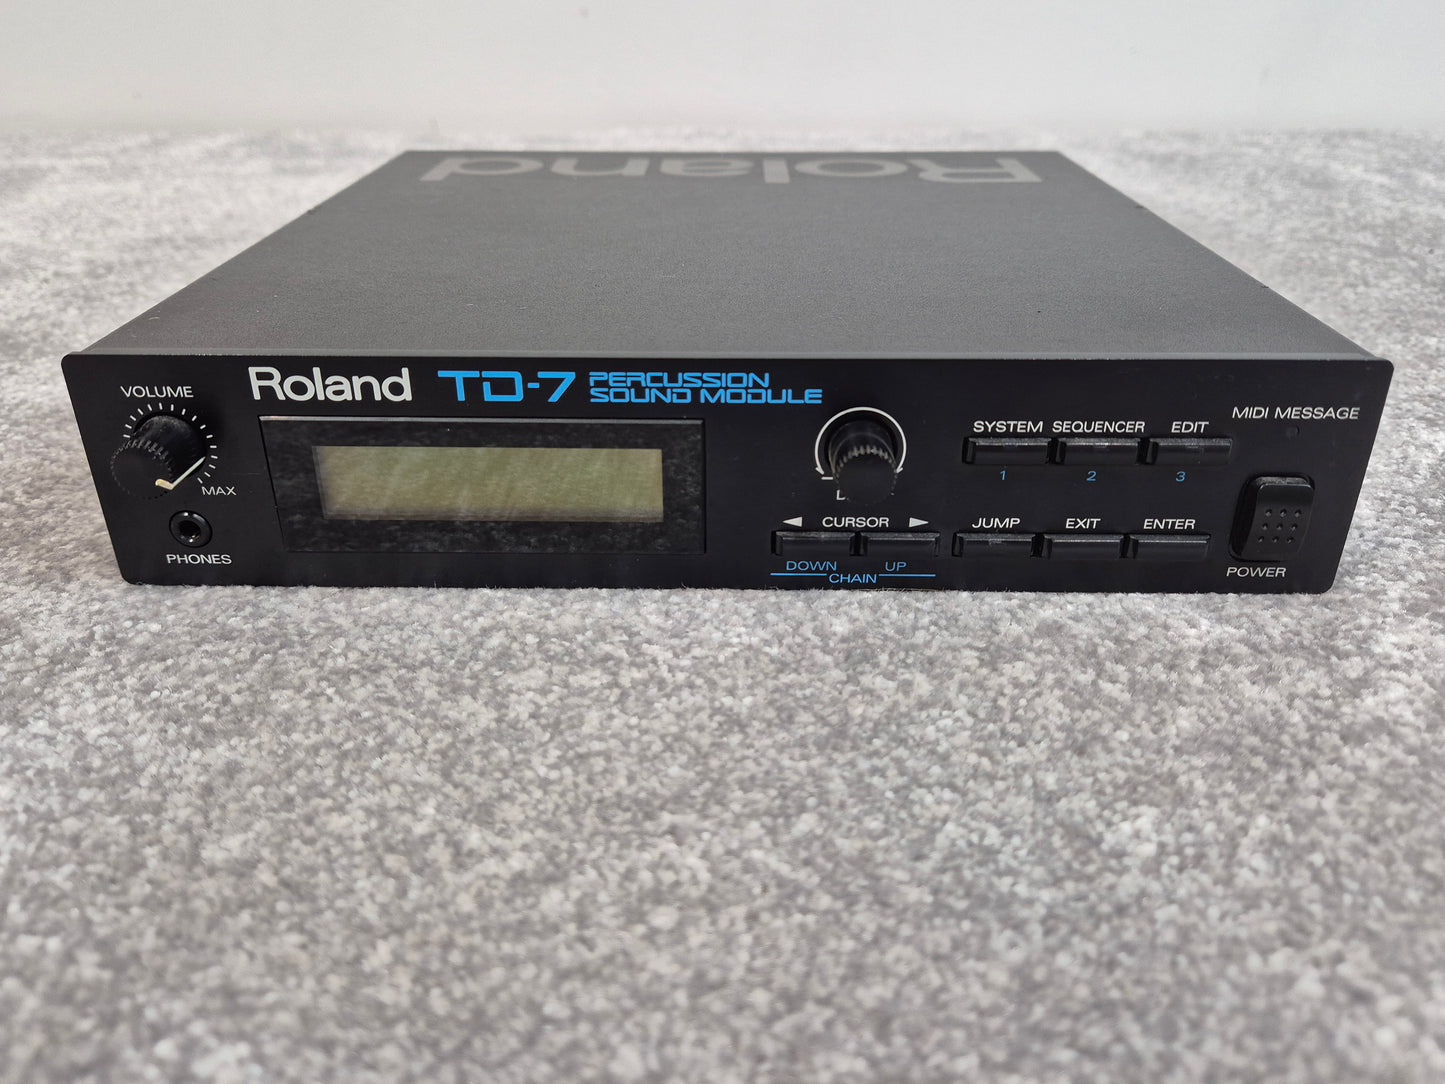 Roland
VOLUME
MAX
PHONES
Roland TD-7 PERCUSSION
SOUND MODULE
◄ CURSOR ►
DOWN UP
CHAIN
SYSTEM SEQUENCER EDIT
1 2 3
JUMP EXIT ENTER
MIDI MESSAGE
POWER